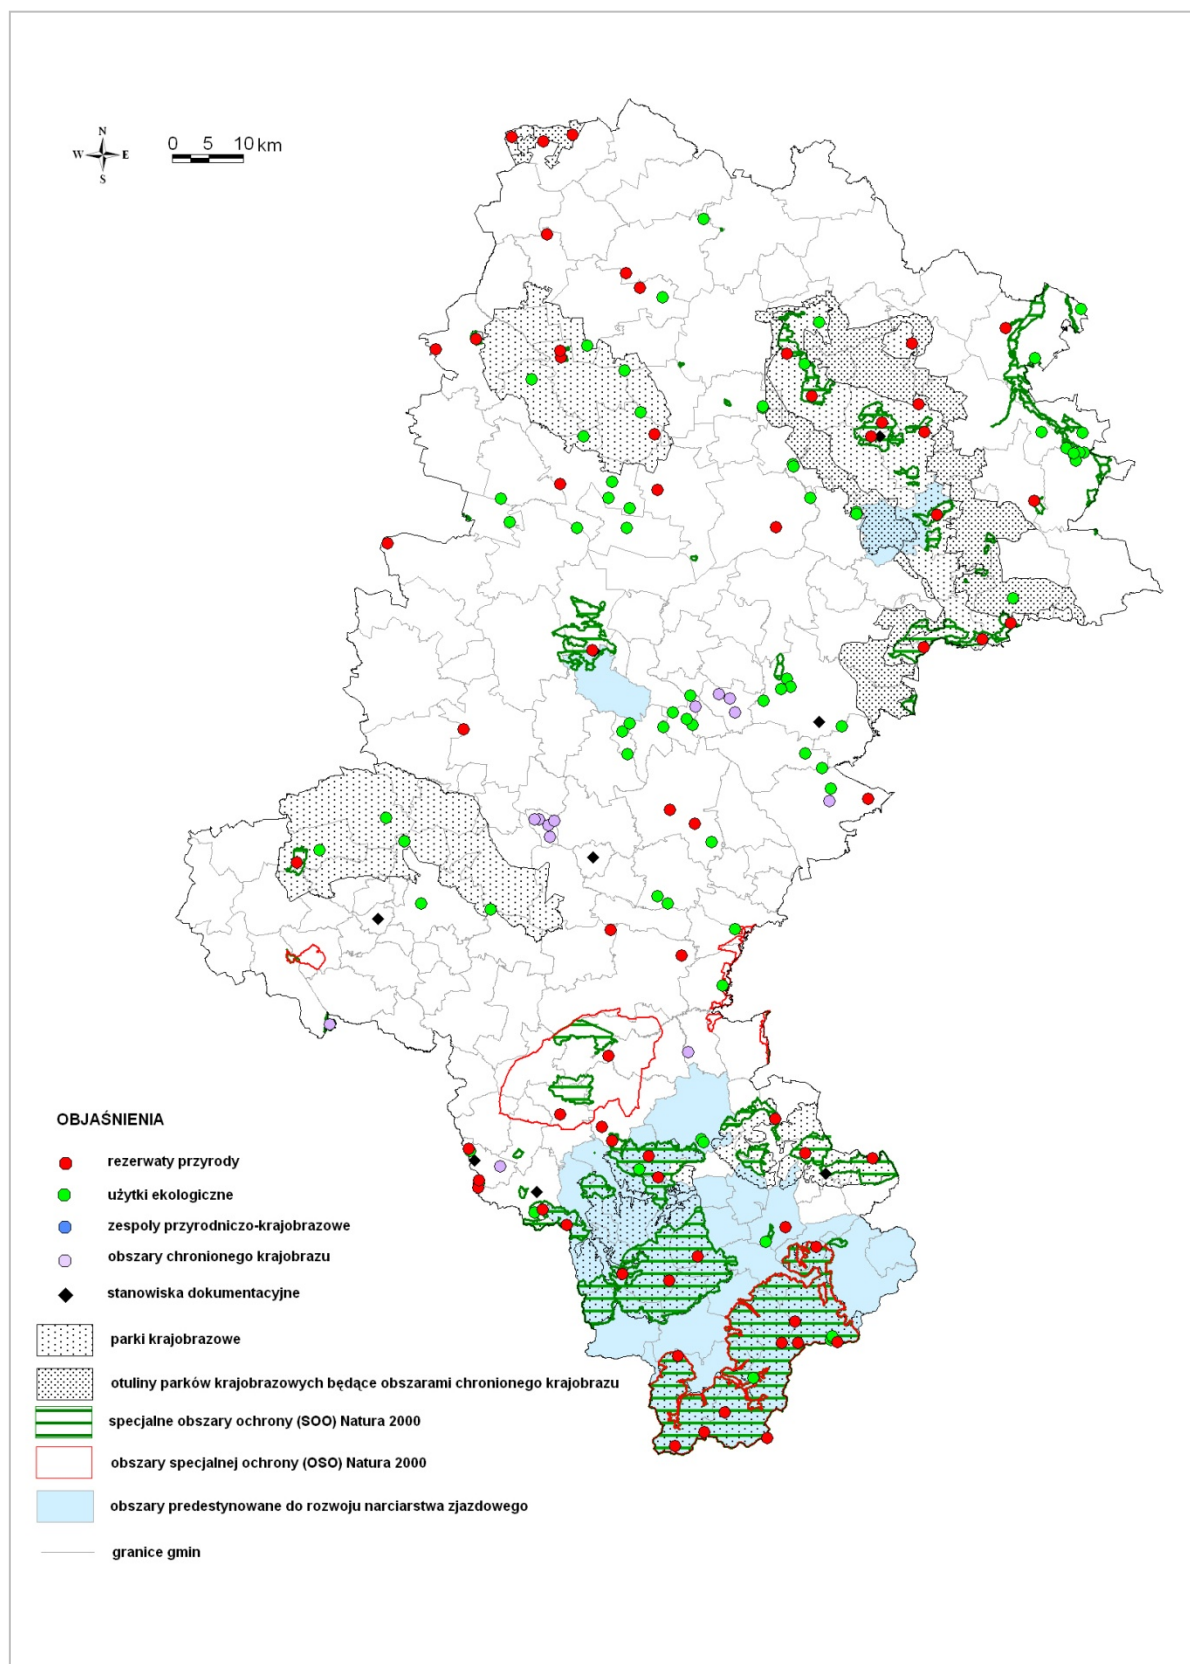 N
W E
S
0 5 10 km
OBJAŚNIENIA
rezerwaty przyrody
użytki ekologiczne
zespoły przyrodniczo-krajobrazowe
obszary chronionego krajobrazu
stanowiska dokumentacyjne
parki krajobrazowe
otuliny parków krajobrazowych będące obszarami chronionego krajobrazu
specjalne obszary ochrony (SOO) Natura 2000
obszary specjalnej ochrony (OSO) Natura 2000
obszary predestynowane do rozwoju narciarstwa zjazdowego
granice gmin